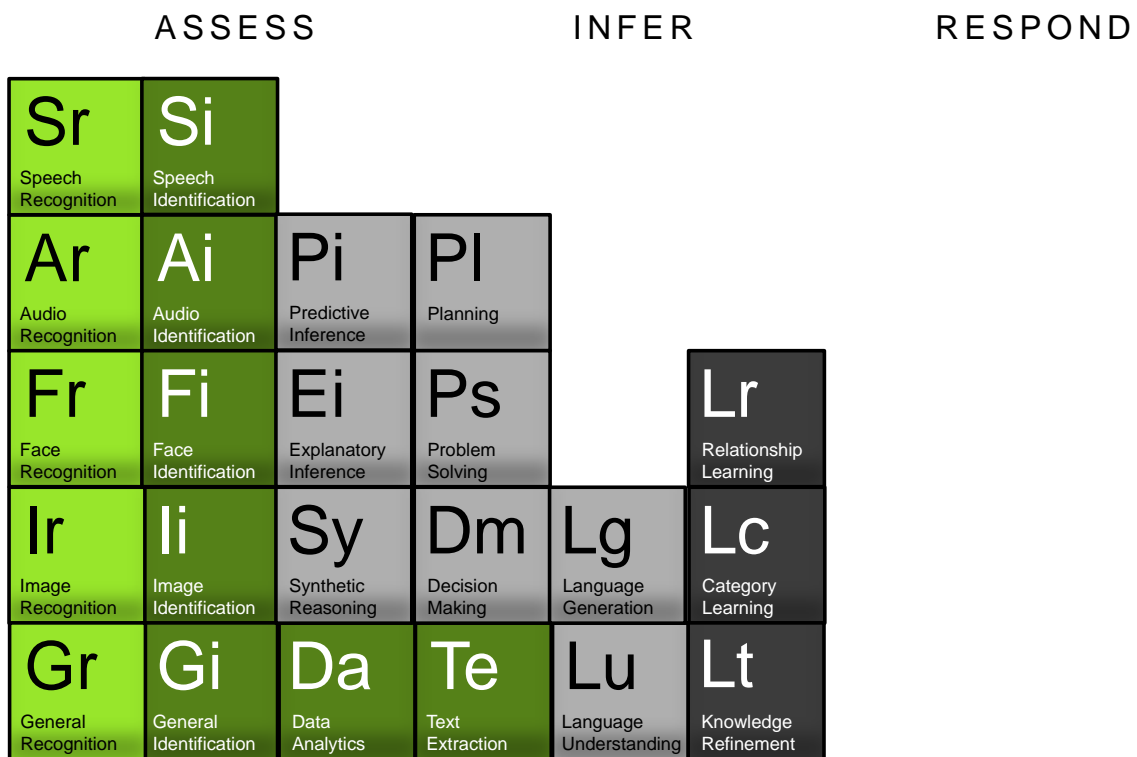 ASSESS INFER RESPOND
Sr Si
Speech Speech
Recognition Identification
Ar Ai Pi Pl
Audio Audio Predictive Planning
Recognition Identification Inference
Fr Fi Ei Ps Lr
Face Face Explanatory Problem Relationship
Recognition Identification Inference Solving Learning
Ir Ii Sy Dm Lg Lc
Image Image Synthetic Decision Language Category
Recognition Identification Reasoning Making Generation Learning
Gr Gi Da Te Lu Lt
General General Data Text Language Knowledge
Recognition Identification Analytics Extraction Understanding Refinement